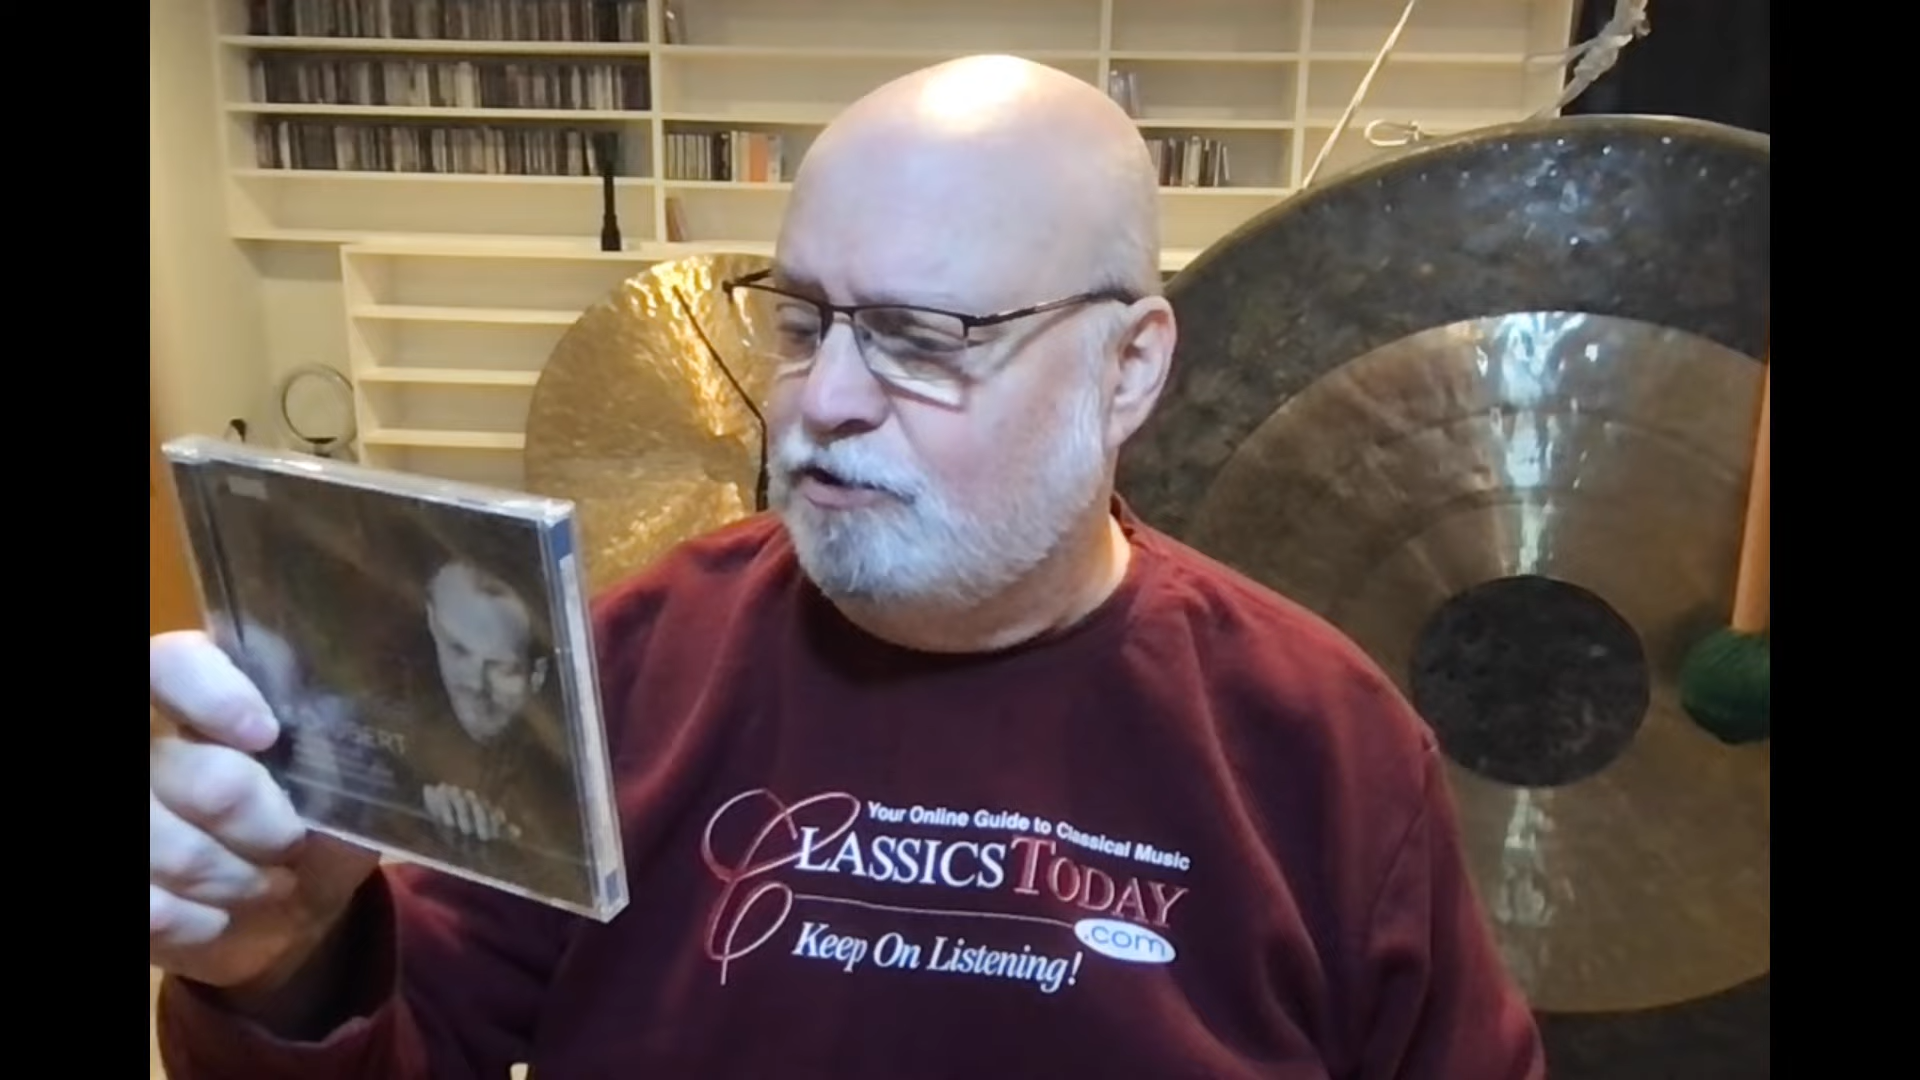 Your Online Guide to Classical Music
CLASSICSTODAY
.com
Keep On Listening!